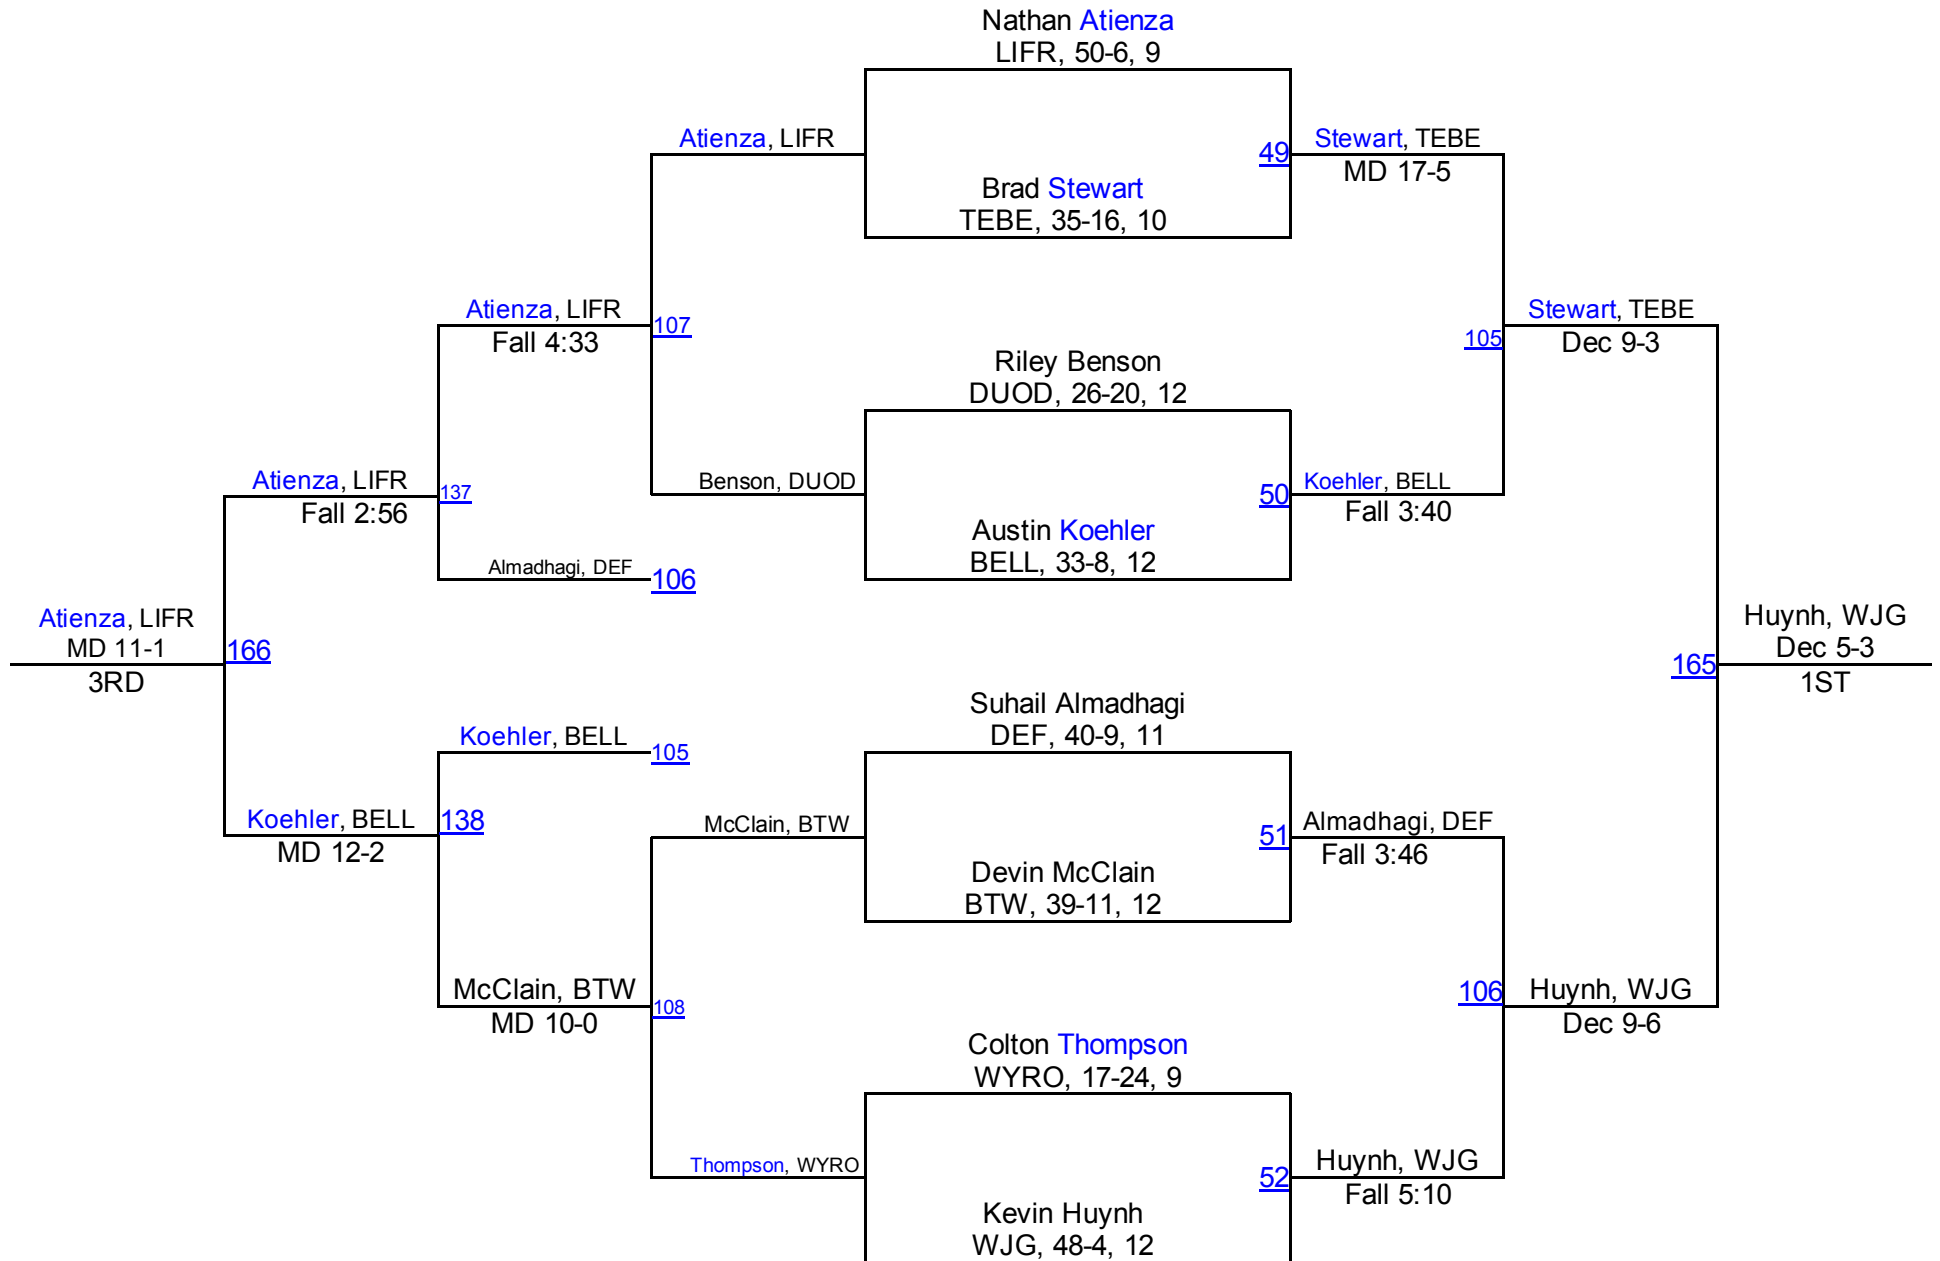 Nathan Atienza
LIFR, 50-6, 9
Atienza, LIFR
49
Stewart, TEBE
MD 17-5
Brad Stewart
TEBE, 35-16, 10
Atienza, LIFR
Fall 4:33
107
105
Stewart, TEBE
Dec 9-3
Riley Benson
DUOD, 26-20, 12
Atienza, LIFR
Fall 2:56
137
Benson, DUOD
50
Koehler, BELL
Fall 3:40
Austin Koehler
BELL, 33-8, 12
Almadhagi, DEF
106
Atienza, LIFR
MD 11-1
3RD
166
165
Huynh, WJG
Dec 5-3
1ST
Suhail Almadhagi
DEF, 40-9, 11
Koehler, BELL
105
Koehler, BELL
MD 12-2
138
McClain, BTW
51
Almadhagi, DEF
Fall 3:46
Devin McClain
BTW, 39-11, 12
McClain, BTW
MD 10-0
108
106
Huynh, WJG
Dec 9-6
Colton Thompson
WYRO, 17-24, 9
Thompson, WYRO
52
Huynh, WJG
Fall 5:10
Kevin Huynh
WJG, 48-4, 12